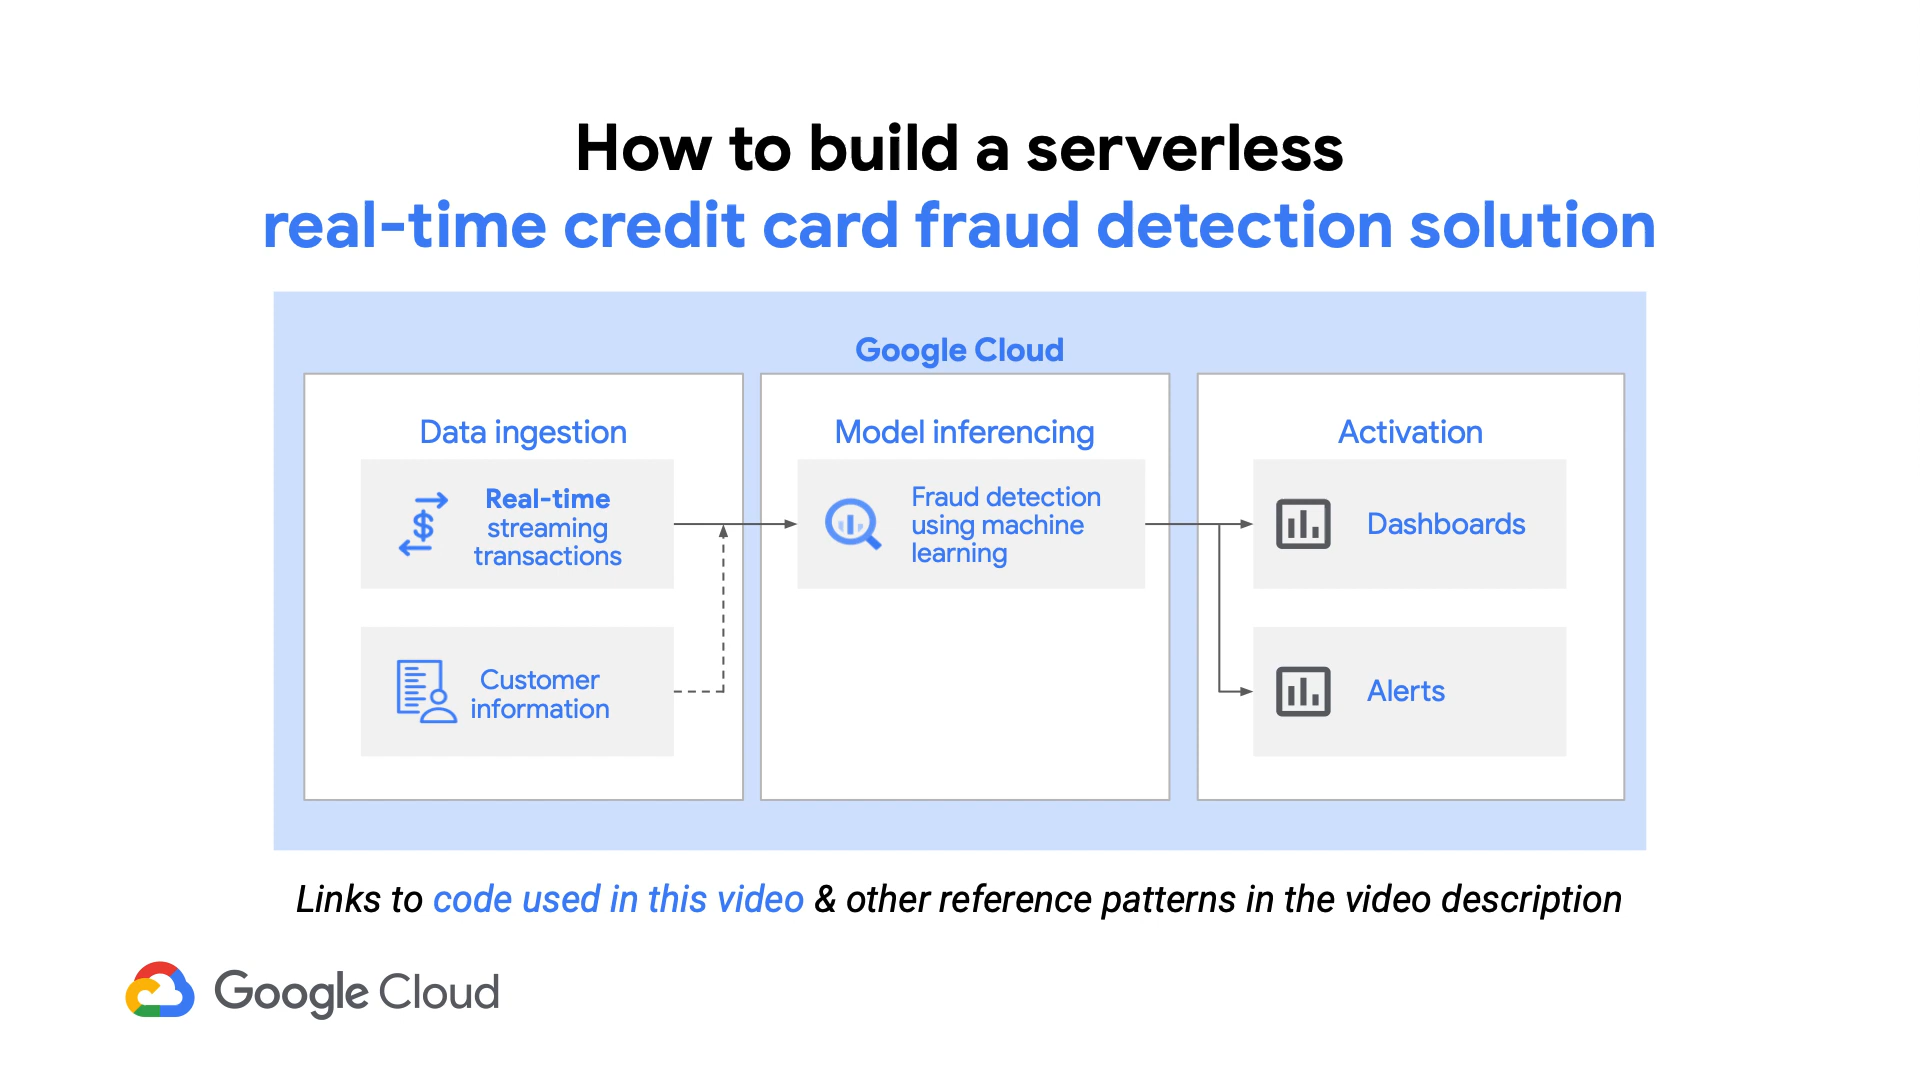 How to build a serverless
real-time credit card fraud detection solution
Google Cloud
Data ingestion
Real-time
streaming
transactions
Customer
information
Model inferencing
Fraud detection
using machine
learning
Activation
Dashboards
Alerts
Links to code used in this video & other reference patterns in the video description
Google Cloud